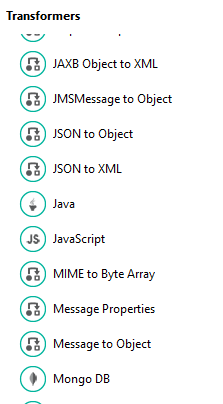 Transformers
JAXB Object to XML
JMSMessage to Object
JSON to Object
JSON to XML
Java
JS JavaScript
MIME to Byte Array
Message Properties
Message to Object
Mongo DB